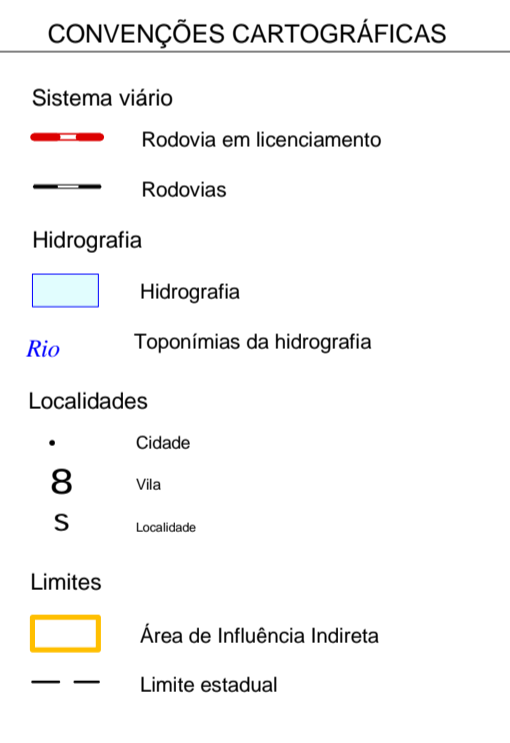 CONVENÇÕES CARTOGRÁFICAS
Sistema viário
Rodovia em licenciamento
Rodovias
Hidrografia
Hidrografia
Rio Toponímias da hidrografia
Localidades
Cidade
8 Vila
S Localidade
Limites
Área de Influência Indireta
Limite estadual